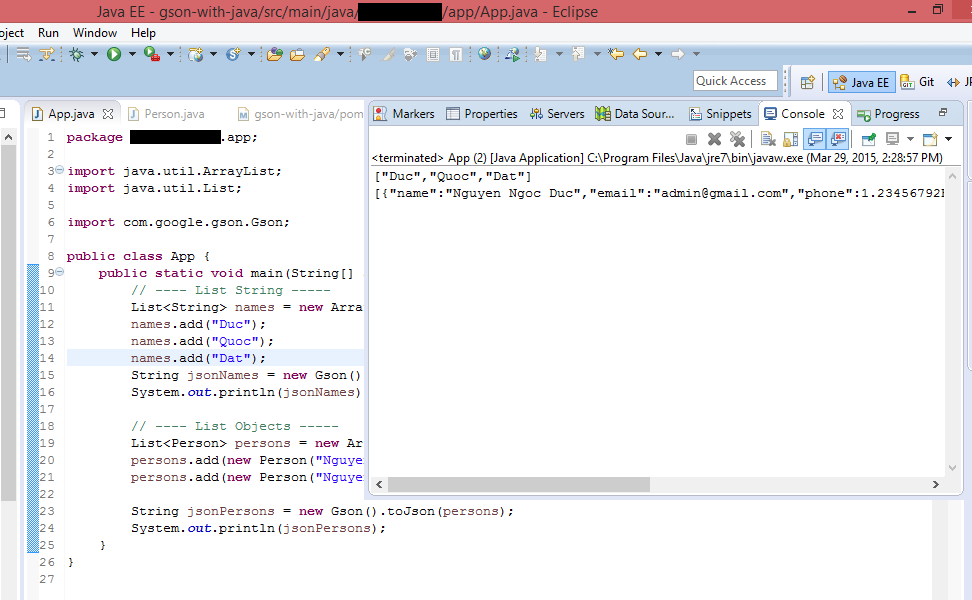 Java EE - gson-with-java/src/main/java/ /app/App.java - Eclipse
oject Run Window Help
Quick Access
Java EE
Git
App.java
Person.java
gson-with-java/pom
Markers
Properties
Servers
Data Sour...
Snippets
Console
Progress
<terminated> App (2) [Java Application] C:\Program Files\Java\jre7\bin\javaw.exe (Mar 29, 2015, 2:28:57 PM)
["Duc","Quoc","Dat"]
[{"name":"Nguyen Ngoc Duc","email":"admin@gmail.com","phone":1.23456792
1 package .app;
2
3 import java.util.ArrayList;
4 import java.util.List;
5
6 import com.google.gson.Gson;
7
8 public class App {
9 public static void main(String[]
10 // ---- List String -----
11 List<String> names = new Arra
12 names.add("Duc");
13 names.add("Quoc");
14 names.add("Dat");
15 String jsonNames = new Gson()
16 System.out.println(jsonNames)
17
18 // ---- List Objects -----
19 List<Person> persons = new Ar
20 persons.add(new Person("Nguye
21 persons.add(new Person("Nguye
22
23 String jsonPersons = new Gson().toJson(persons);
24 System.out.println(jsonPersons);
25 }
26 }
27